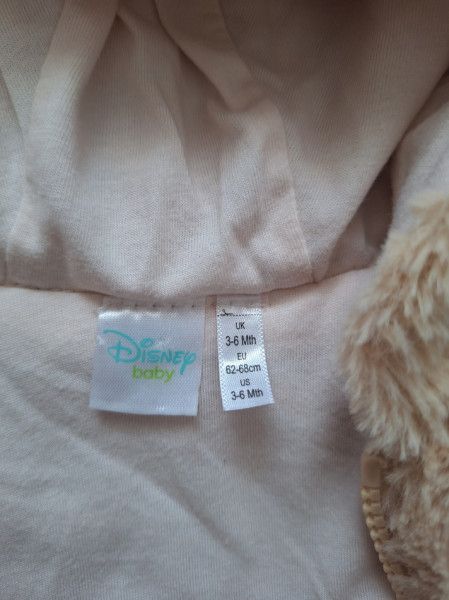 Disney
baby
UK
3-6 Mth
EU
62-68cm
US
3-6 Mth